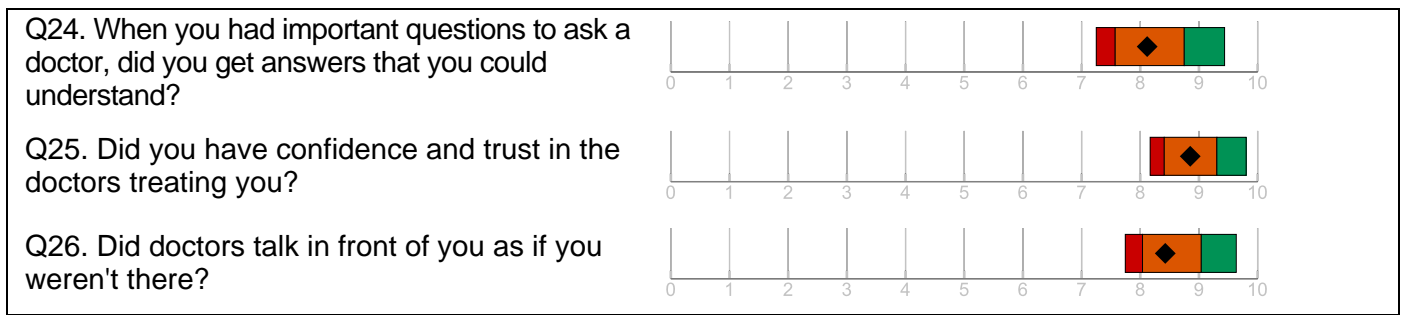 Q24. When you had important questions to ask a
doctor, did you get answers that you could
understand?
0 1 2 3 4 5 6 7 8 9 10
Q25. Did you have confidence and trust in the
doctors treating you?
0 1 2 3 4 5 6 7 8 9 10
Q26. Did doctors talk in front of you as if you
weren't there?
0 1 2 3 4 5 6 7 8 9 10